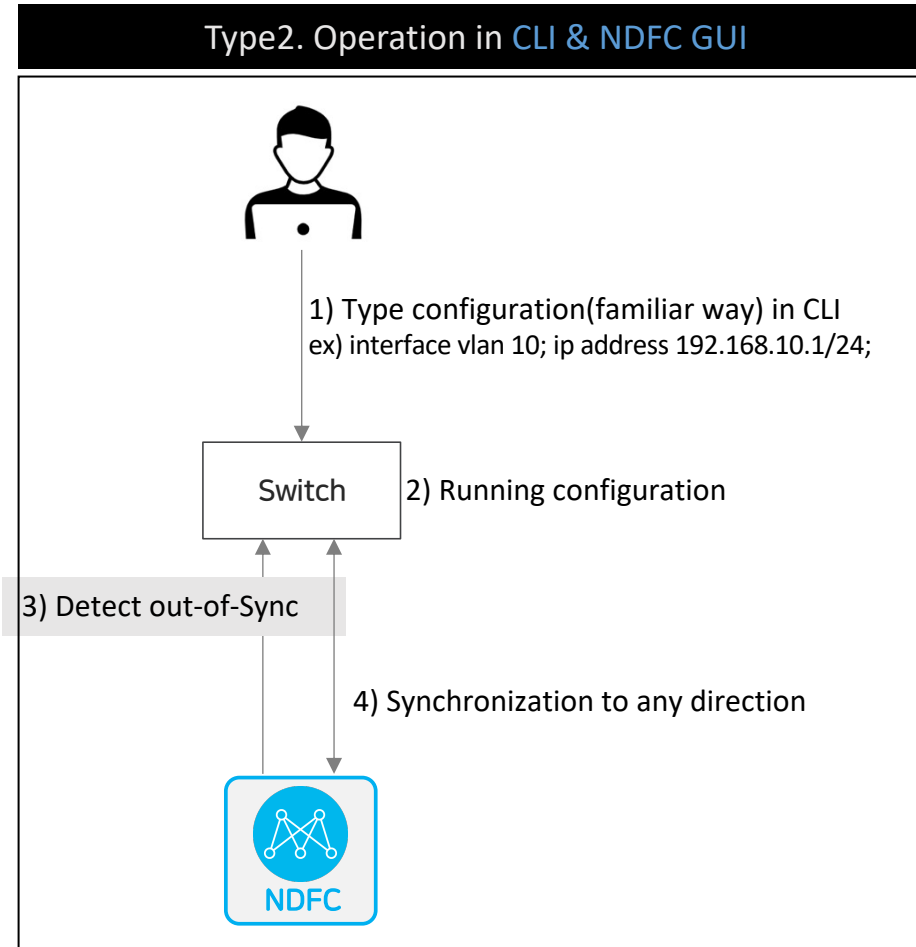 Type2. Operation in CLI & NDFC GUI
1) Type configuration(familiar way) in CLI
ex) interface vlan 10; ip address 192.168.10.1/24;
Switch
2) Running configuration
3) Detect out-of-Sync
4) Synchronization to any direction
NDFC